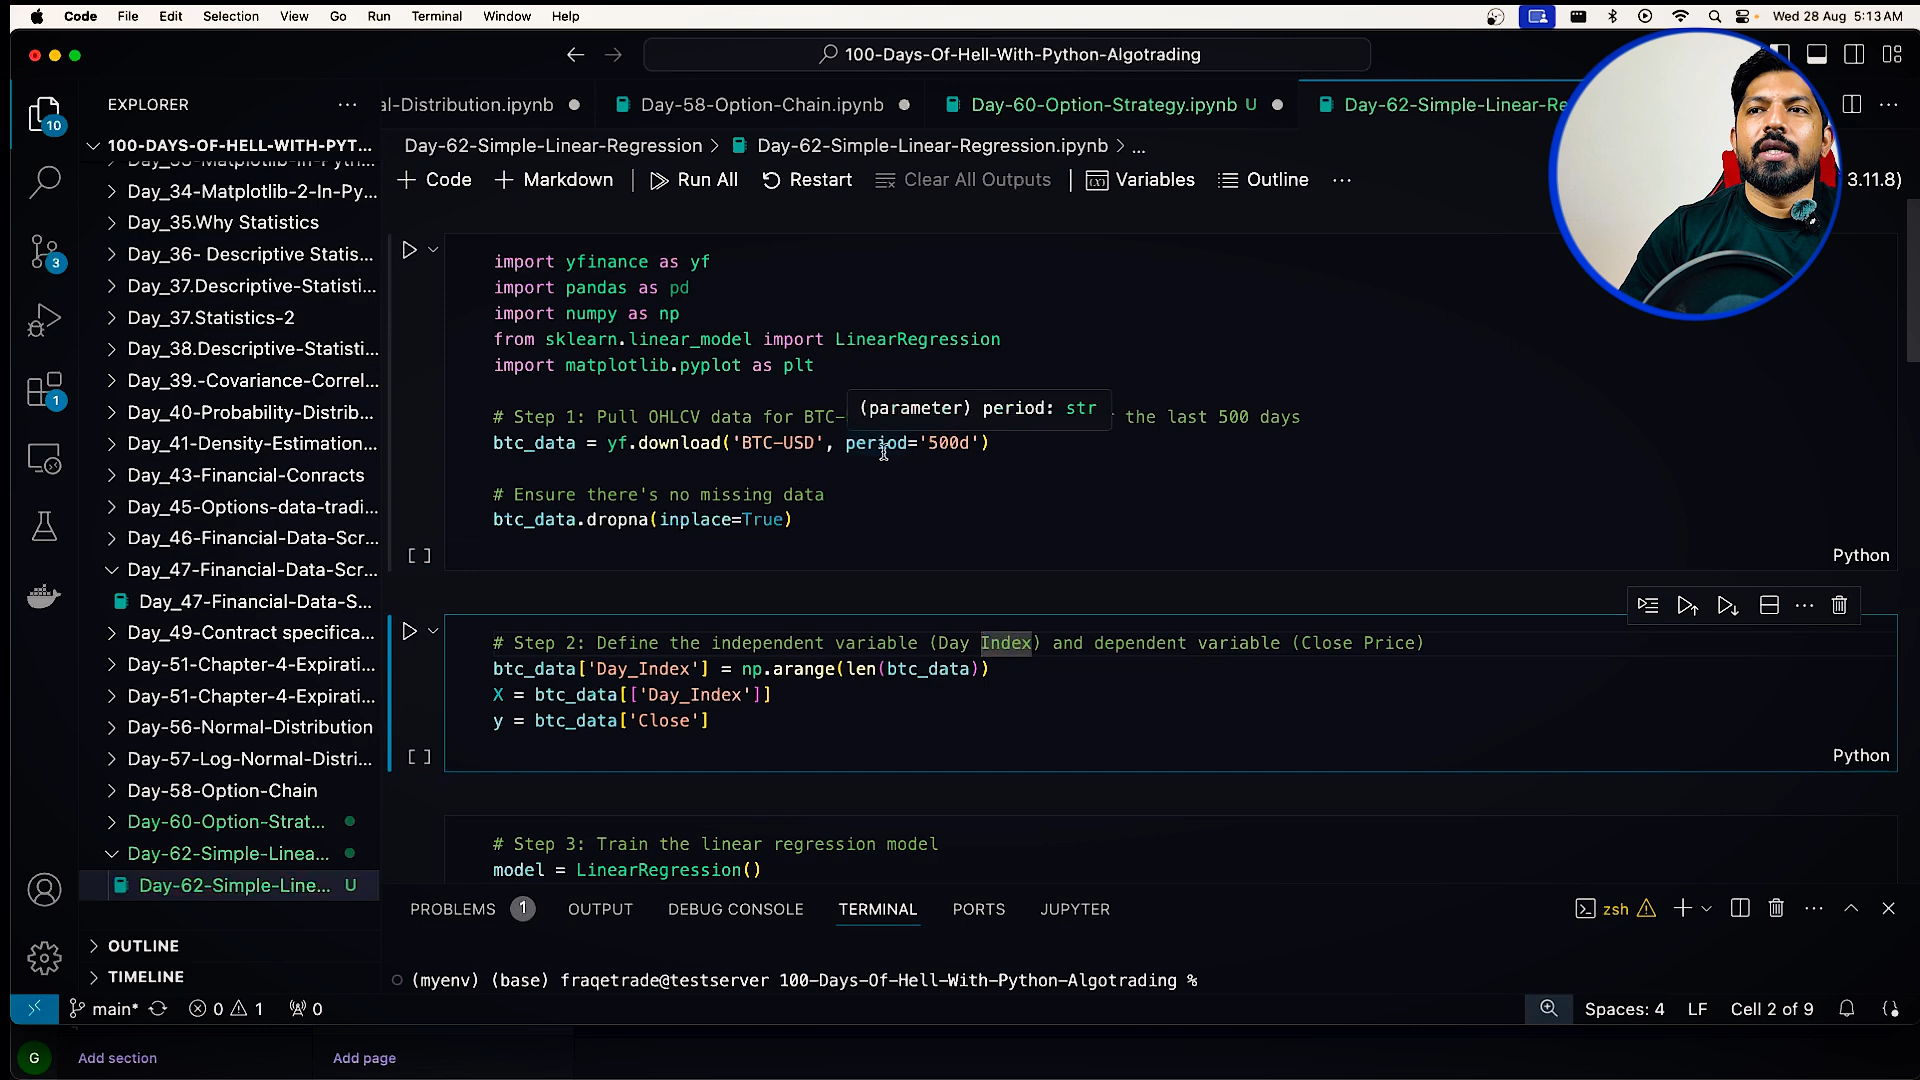 Code File Edit Selection View Go Run Terminal Window Help Wed 28 Aug 5:13 AM
100-Days-Of-Hell-With-Python-Algotrading
EXPLORER
al-Distribution.ipynb Day-58-Option-Chain.ipynb Day-60-Option-Strategy.ipynb U Day-62-Simple-Linear-Re
Day-62-Simple-Linear-Regression > Day-62-Simple-Linear-Regression.ipynb > ...
+ Code + Markdown Run All Restart Clear All Outputs Variables Outline ... 3.11.8)
10
3
1
100-DAYS-OF-HELL-WITH-PYT...
Day_34-Matplotlib-2-In-Py...
Day_35.Why Statistics
Day_36- Descriptive Statis...
Day_37.Descriptive-Statisti...
Day_37.Statistics-2
Day_38.Descriptive-Statisti...
Day_39.-Covariance-Correl...
Day_40-Probability-Distrib...
Day_41-Density-Estimation...
Day_43-Financial-Conracts
Day_45-Options-data-tradi...
Day_46-Financial-Data-Scr...
Day_47-Financial-Data-Scr...
Day_47-Financial-Data-S...
Day_49-Contract specifica...
Day-51-Chapter-4-Expirati...
Day-51-Chapter-4-Expirati...
Day-56-Normal-Distribution
Day-57-Log-Normal-Distri...
Day-58-Option-Chain
Day-60-Option-Strat...
Day-62-Simple-Linea...
Day-62-Simple-Line... U
OUTLINE
TIMELINE
import yfinance as yf
import pandas as pd
import numpy as np
from sklearn.linear_model import LinearRegression
import matplotlib.pyplot as plt
(parameter) period: str
# Step 1: Pull OHLCV data for BTC- the last 500 days
btc_data = yf.download('BTC-USD', period='500d')
# Ensure there's no missing data
btc_data.dropna(inplace=True)
[ ] Python
# Step 2: Define the independent variable (Day Index) and dependent variable (Close Price)
btc_data['Day_Index'] = np.arange(len(btc_data))
X = btc_data[['Day_Index']]
y = btc_data['Close']
[ ] Python
# Step 3: Train the linear regression model
model = LinearRegression()
PROBLEMS 1 OUTPUT DEBUG CONSOLE TERMINAL PORTS JUPYTER zsh
(myenv) (base) fraqetrade@testserver 100-Days-Of-Hell-With-Python-Algotrading %
main* 0 1 0 Spaces: 4 LF Cell 2 of 9
G Add section Add page